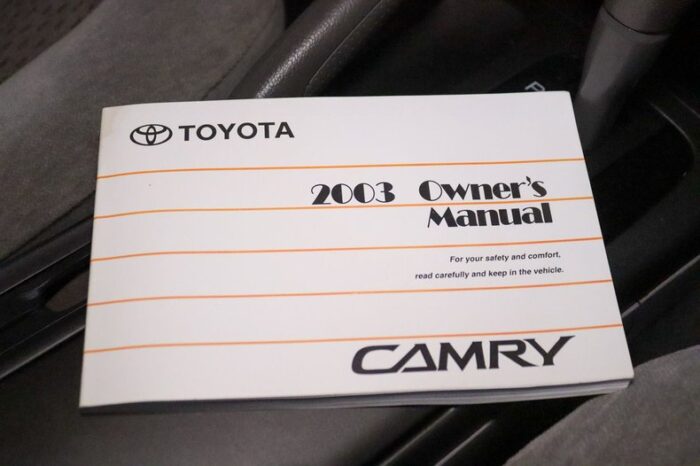 TOYOTA
2003 Owner's
Manual
For your safety and comfort,
read carefully and keep in the vehicle.
CAMRY
P